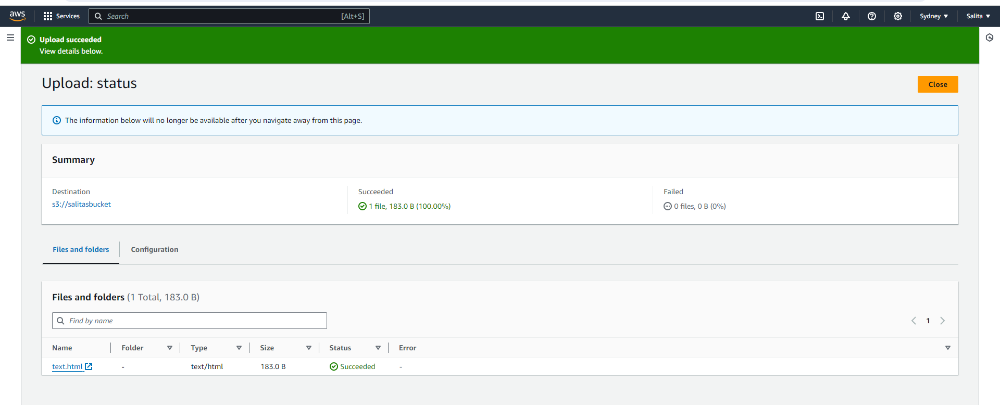 aws
Services
Search
[Alt+S]
Sydney
Salita
Upload succeeded
View details below.
Upload: status
Close
The information below will no longer be available after you navigate away from this page.
Summary
Destination
s3://salitasbucket
Succeeded
1 file, 183.0 B (100.00%)
Failed
0 files, 0 B (0%)
Files and folders
Configuration
Files and folders (1 Total, 183.0 B)
Find by name
1
Name Folder Type Size Status Error
text.html - text/html 183.0 B Succeeded -